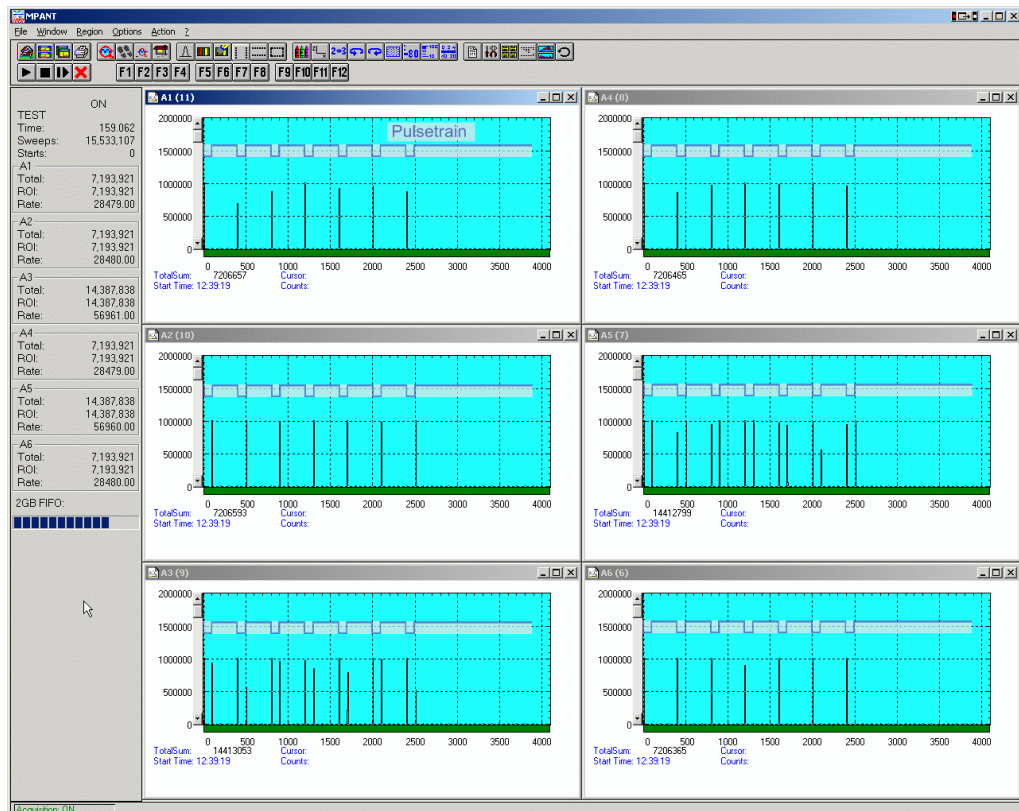 MPANT
File Window Region Options Action ?
F1 F2 F3 F4 F5 F6 F7 F8 F9 F10 F11 F12
ON
TEST
Time: 159.062
Sweeps: 15,533,107
Starts: 0
A1
Total: 7,193,921
ROI: 7,193,921
Rate: 28479.00
A2
Total: 7,193,921
ROI: 7,193,921
Rate: 28480.00
A3
Total: 14,387,838
ROI: 14,387,838
Rate: 56961.00
A4
Total: 7,193,921
ROI: 7,193,921
Rate: 28479.00
A5
Total: 14,387,838
ROI: 14,387,838
Rate: 56960.00
A6
Total: 7,193,921
ROI: 7,193,921
Rate: 28480.00
2GB FIFO:
A1 (11)
Pulsetrain
2000000
1500000
1000000
500000
0
0 500 1000 1500 2000 2500 3000 3500 4000
TotalSum: 7206657 Cursor:
Start Time: 12:39:19 Counts:
A4 (8)
2000000
1500000
1000000
500000
0
0 500 1000 1500 2000 2500 3000 3500 4000
TotalSum: 7206465 Cursor:
Start Time: 12:39:19 Counts:
A2 (10)
2000000
1500000
1000000
500000
0
0 500 1000 1500 2000 2500 3000 3500 4000
TotalSum: 7206593 Cursor:
Start Time: 12:39:19 Counts:
A5 (7)
2000000
1500000
1000000
500000
0
0 500 1000 1500 2000 2500 3000 3500 4000
TotalSum: 14412799 Cursor:
Start Time: 12:39:19 Counts:
A3 (9)
2000000
1500000
1000000
500000
0
0 500 1000 1500 2000 2500 3000 3500 4000
TotalSum: 14413053 Cursor:
Start Time: 12:39:19 Counts:
A6 (6)
2000000
1500000
1000000
500000
0
0 500 1000 1500 2000 2500 3000 3500 4000
TotalSum: 7206365 Cursor:
Start Time: 12:39:19 Counts:
Acquisition: ON